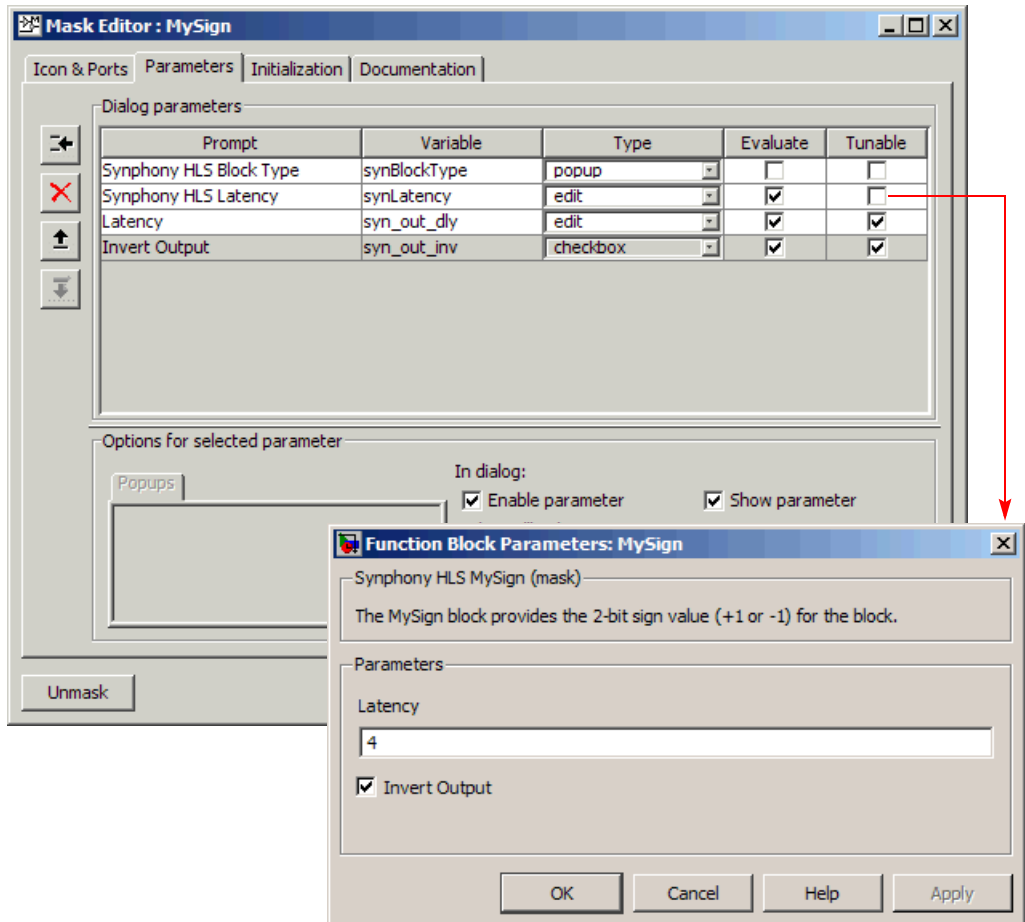 Mask Editor : MySign
Icon & Ports Parameters Initialization Documentation
Dialog parameters
Prompt Variable Type Evaluate Tunable
Synphony HLS Block Type synBlockType popup
Synphony HLS Latency synLatency edit
Latency syn_out_dly edit
Invert Output syn_out_inv checkbox
Options for selected parameter
Popups
In dialog:
Enable parameter Show parameter
Function Block Parameters: MySign
Synphony HLS MySign (mask)
The MySign block provides the 2-bit sign value (+1 or -1) for the block.
Parameters
Latency
4
Invert Output
Unmask
OK Cancel Help Apply